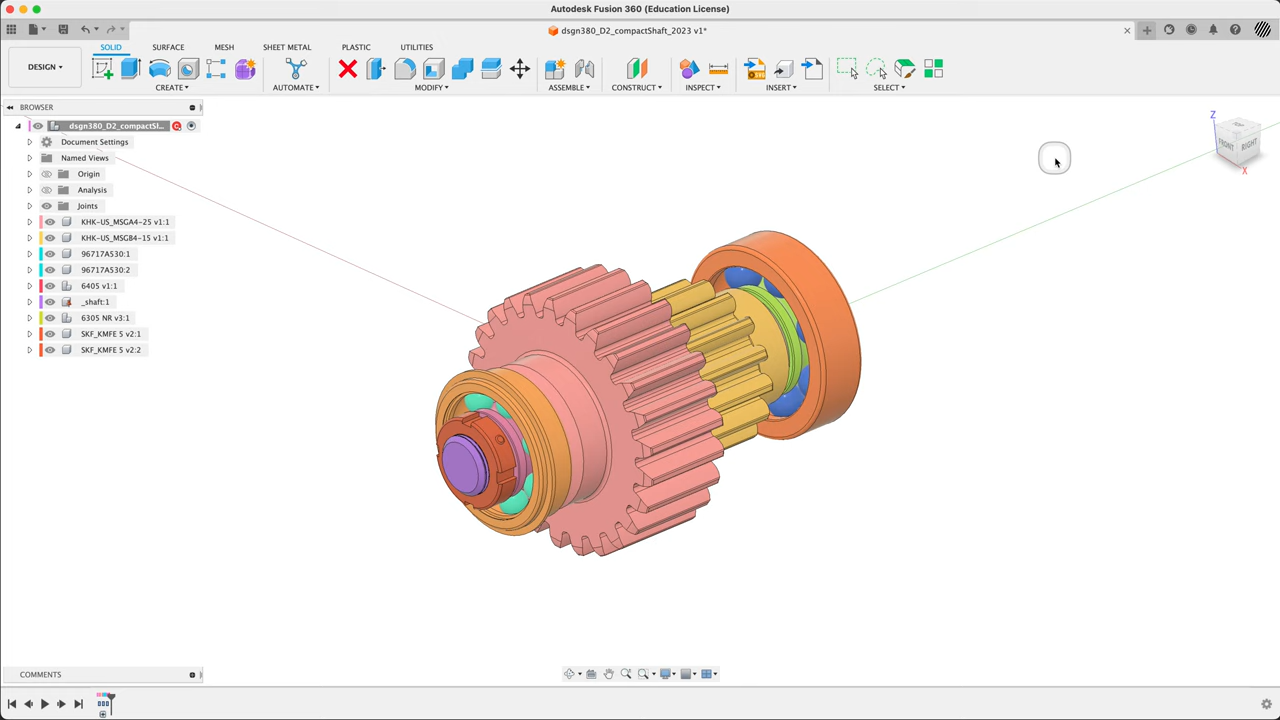 Autodesk Fusion 360 (Education License)
dsgn380_D2_compactShaft_2023 v1*
SOLID SURFACE MESH SHEET METAL PLASTIC UTILITIES
DESIGN
CREATE AUTOMATE MODIFY ASSEMBLE CONSTRUCT INSPECT INSERT SELECT
BROWSER
dsgn380_D2_compactSh...
Document Settings
Named Views
Origin
Analysis
Joints
KHK-US_MSGA4-25 v1:1
KHK-US_MSGB4-15 v1:1
96717A530:1
96717A530:2
6405 v1:1
_shaft:1
6305 NR v3:1
SKF_KMFE 5 v2:1
SKF_KMFE 5 v2:2
Z
FRONT RIGHT
X
COMMENTS